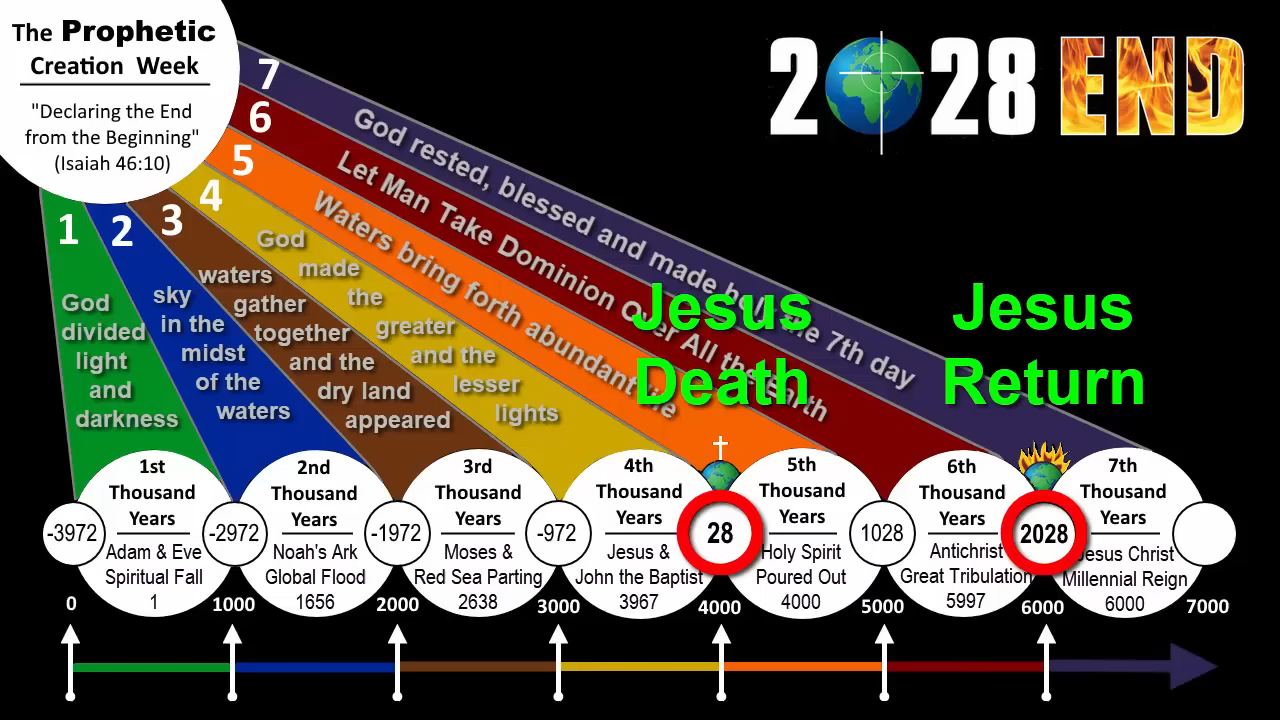 The Prophetic
Creation Week
"Declaring the End
from the Beginning"
(Isaiah 46:10)
2028 END
7
6
5
4
3
2
1
God rested, blessed and made holy the 7th day
Let Man Take Dominion Over All the Earth
Waters bring forth abundant life
God
made
the
greater
and the
lesser
lights
waters
gather
together
and the
dry land
appeared
sky
in the
midst
of the
waters
God
divided
light
and
darkness
Jesus
Death
Jesus
Return
1st
Thousand
Years
Adam & Eve
Spiritual Fall
1
2nd
Thousand
Years
Noah's Ark
Global Flood
1656
3rd
Thousand
Years
Moses &
Red Sea Parting
2638
4th
Thousand
Years
Jesus &
John the Baptist
3967
5th
Thousand
Years
Holy Spirit
Poured Out
4000
6th
Thousand
Years
Antichrist
Great Tribulation
5997
7th
Thousand
Years
Jesus Christ
Millennial Reign
6000
-3972
-2972
-1972
-972
28
1028
2028
0
1000
2000
3000
4000
5000
6000
7000